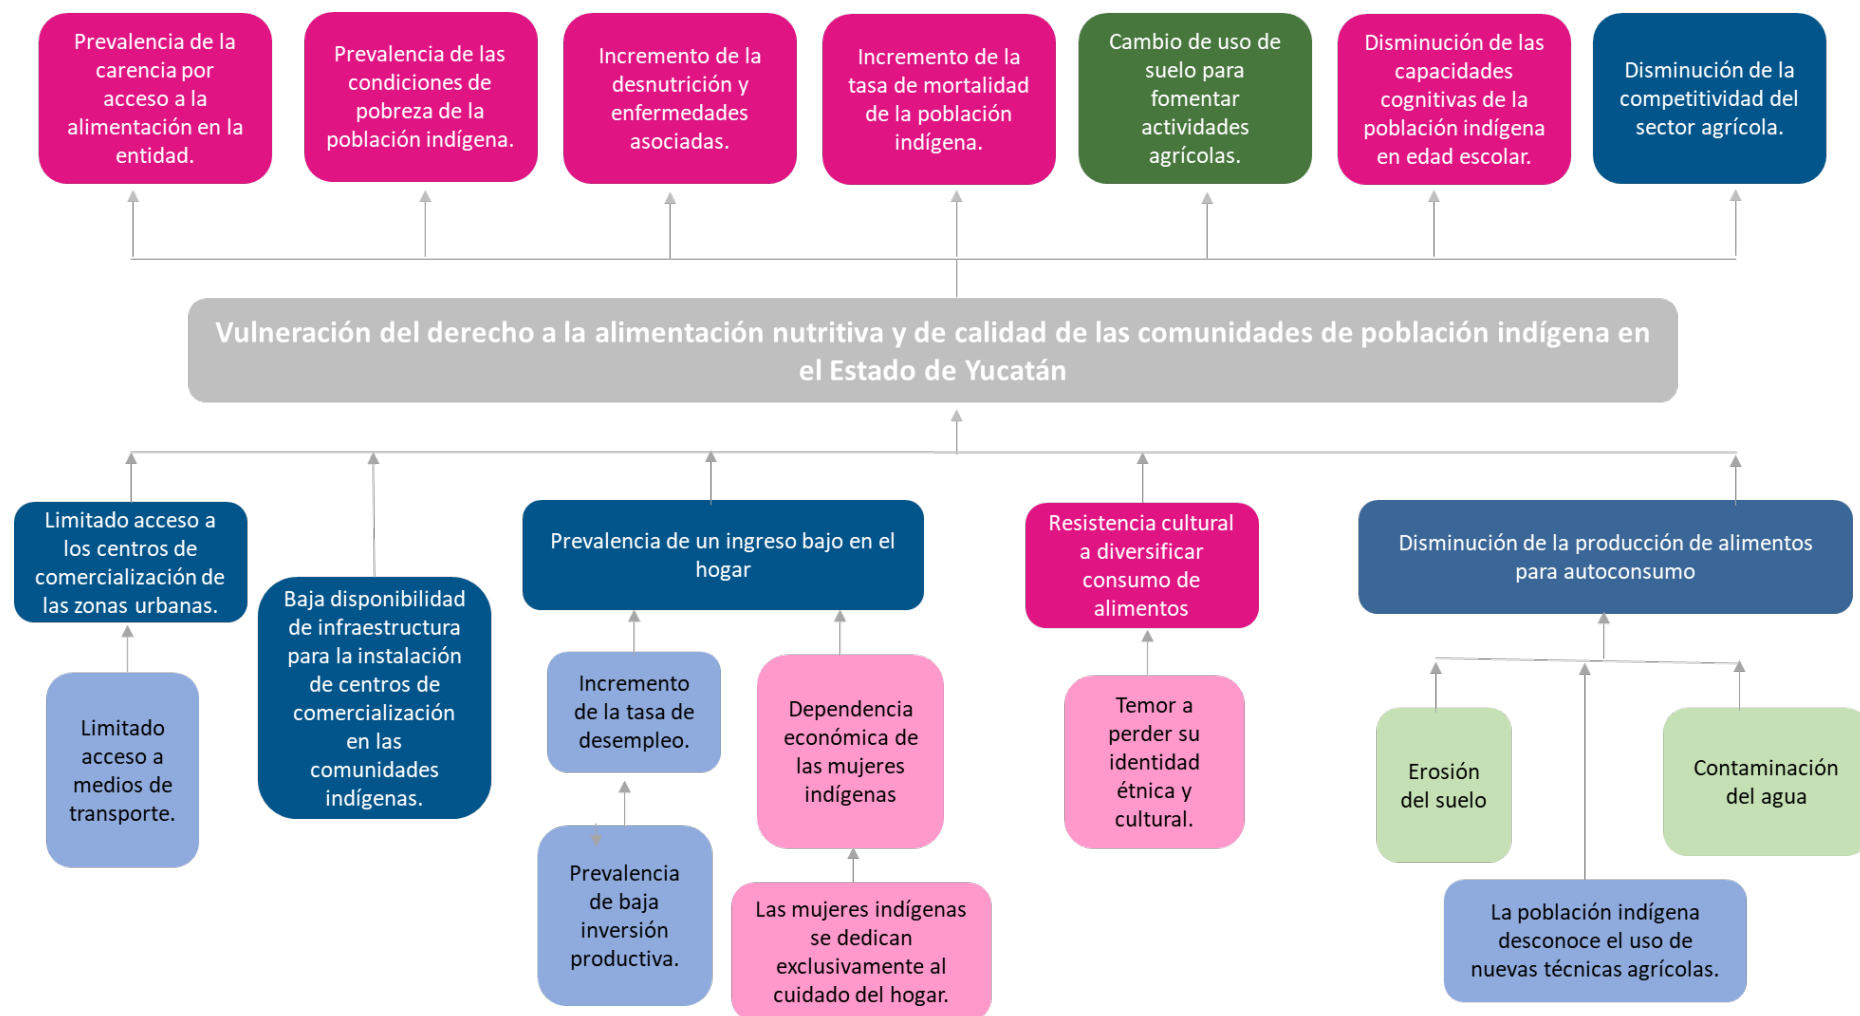 Prevalencia de la
carencia por
acceso a la
alimentación en la
entidad.
Prevalencia de las
condiciones de
pobreza de la
población indígena.
Incremento de la
desnutrición y
enfermedades
asociadas.
Incremento de la
tasa de mortalidad
de la población
indígena.
Cambio de uso de
suelo para
fomentar
actividades
agrícolas.
Disminución de las
capacidades
cognitivas de la
población indígena
en edad escolar.
Disminución de la
competitividad del
sector agrícola.
Vulneración del derecho a la alimentación nutritiva y de calidad de las comunidades de población indígena en
el Estado de Yucatán
Limitado acceso a
los centros de
comercialización de
las zonas urbanas.
Baja disponibilidad
de infraestructura
para la instalación
de centros de
comercialización
en las
comunidades
indígenas.
Prevalencia de un ingreso bajo en el
hogar
Resistencia cultural
a diversificar
consumo de
alimentos
Disminución de la producción de alimentos
para autoconsumo
Limitado
acceso a
medios de
transporte.
Incremento
de la tasa de
desempleo.
Dependencia
económica de
las mujeres
indígenas
Temor a
perder su
identidad
étnica y
cultural.
Erosión
del suelo
Contaminación
del agua
Prevalencia
de baja
inversión
productiva.
Las mujeres indígenas
se dedican
exclusivamente al
cuidado del hogar.
La población indígena
desconoce el uso de
nuevas técnicas agrícolas.